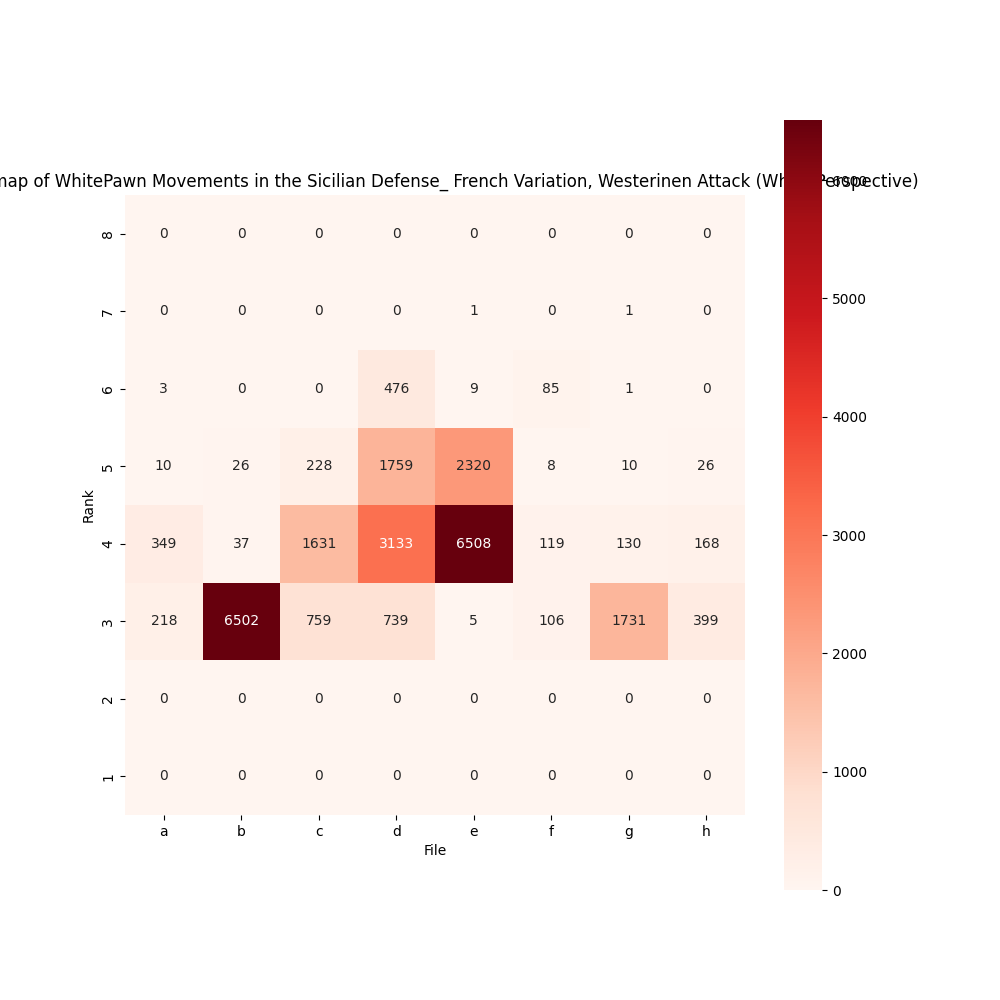 map of WhitePawn Movements in the Sicilian Defense_ French Variation, Westerinen Attack (White Perspective)
8 0 0 0 0 0 0 0 0
7 0 0 0 0 1 0 1 0
6 3 0 0 476 9 85 1 0
5 10 26 228 1759 2320 8 10 26
4 349 37 1631 3133 6508 119 130 168
3 218 6502 759 739 5 106 1731 399
2 0 0 0 0 0 0 0 0
1 0 0 0 0 0 0 0 0
a b c d e f g h
File
Rank
6000
5000
4000
3000
2000
1000
0